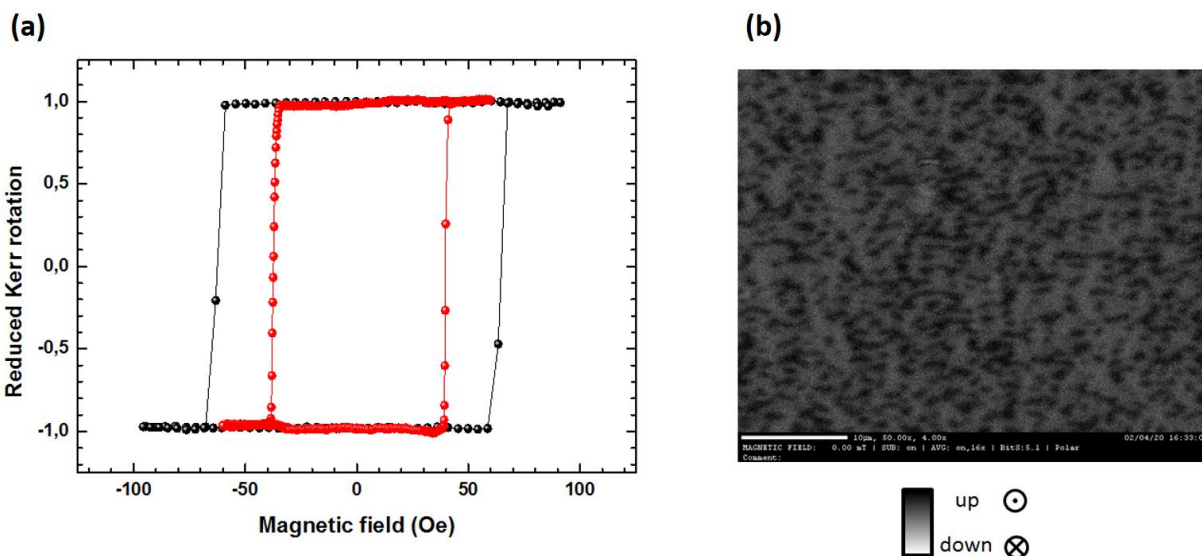 (a)
(b)
Reduced Kerr rotation
1,0
0,5
0,0
-0,5
-1,0
-100 -50 0 50 100
Magnetic field (Oe)
10µm, 50.00x, 4.00x 02/04/20 16:33:0
MAGNETIC FIELD: 0.00 mT | SUB: on | AVG: on,16x | BitS:5.1 | Polar
Comment:
up
down